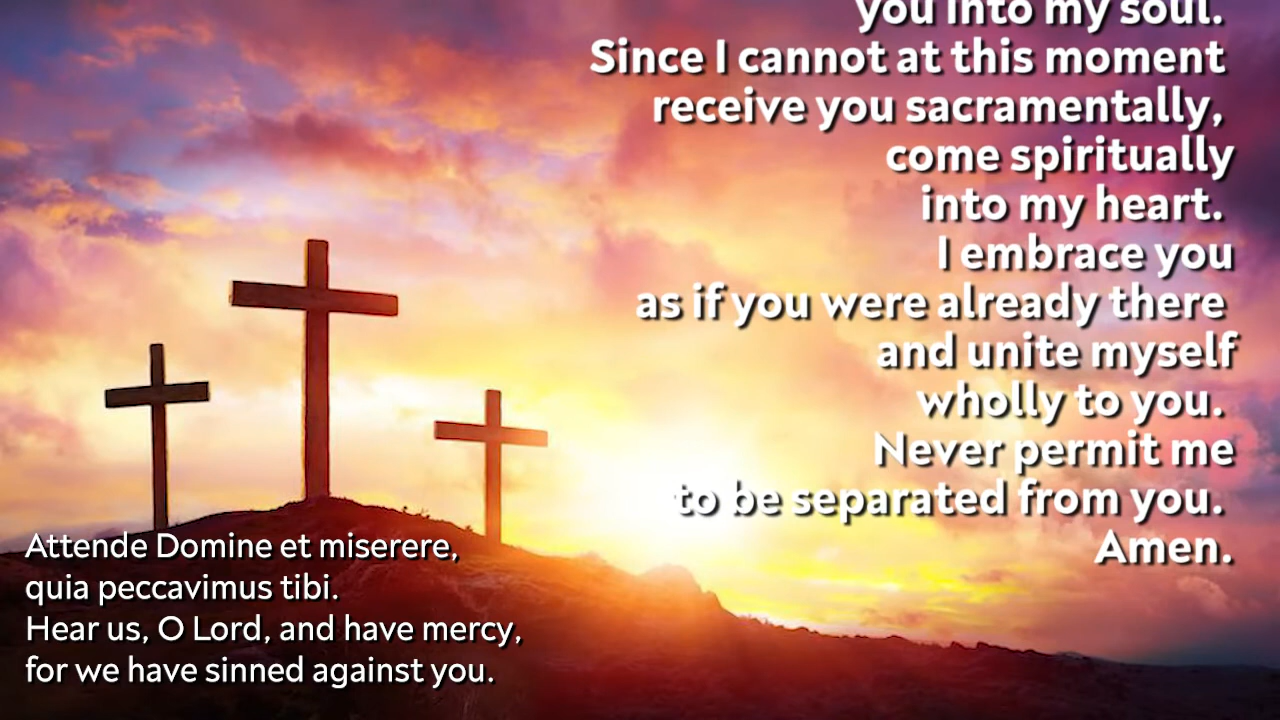 you into my soul.
Since I cannot at this moment
receive you sacramentally,
come spiritually
into my heart.
I embrace you
as if you were already there
and unite myself
wholly to you.
Never permit me
to be separated from you.
Amen.
Attende Domine et miserere,
quia peccavimus tibi.
Hear us, O Lord, and have mercy,
for we have sinned against you.